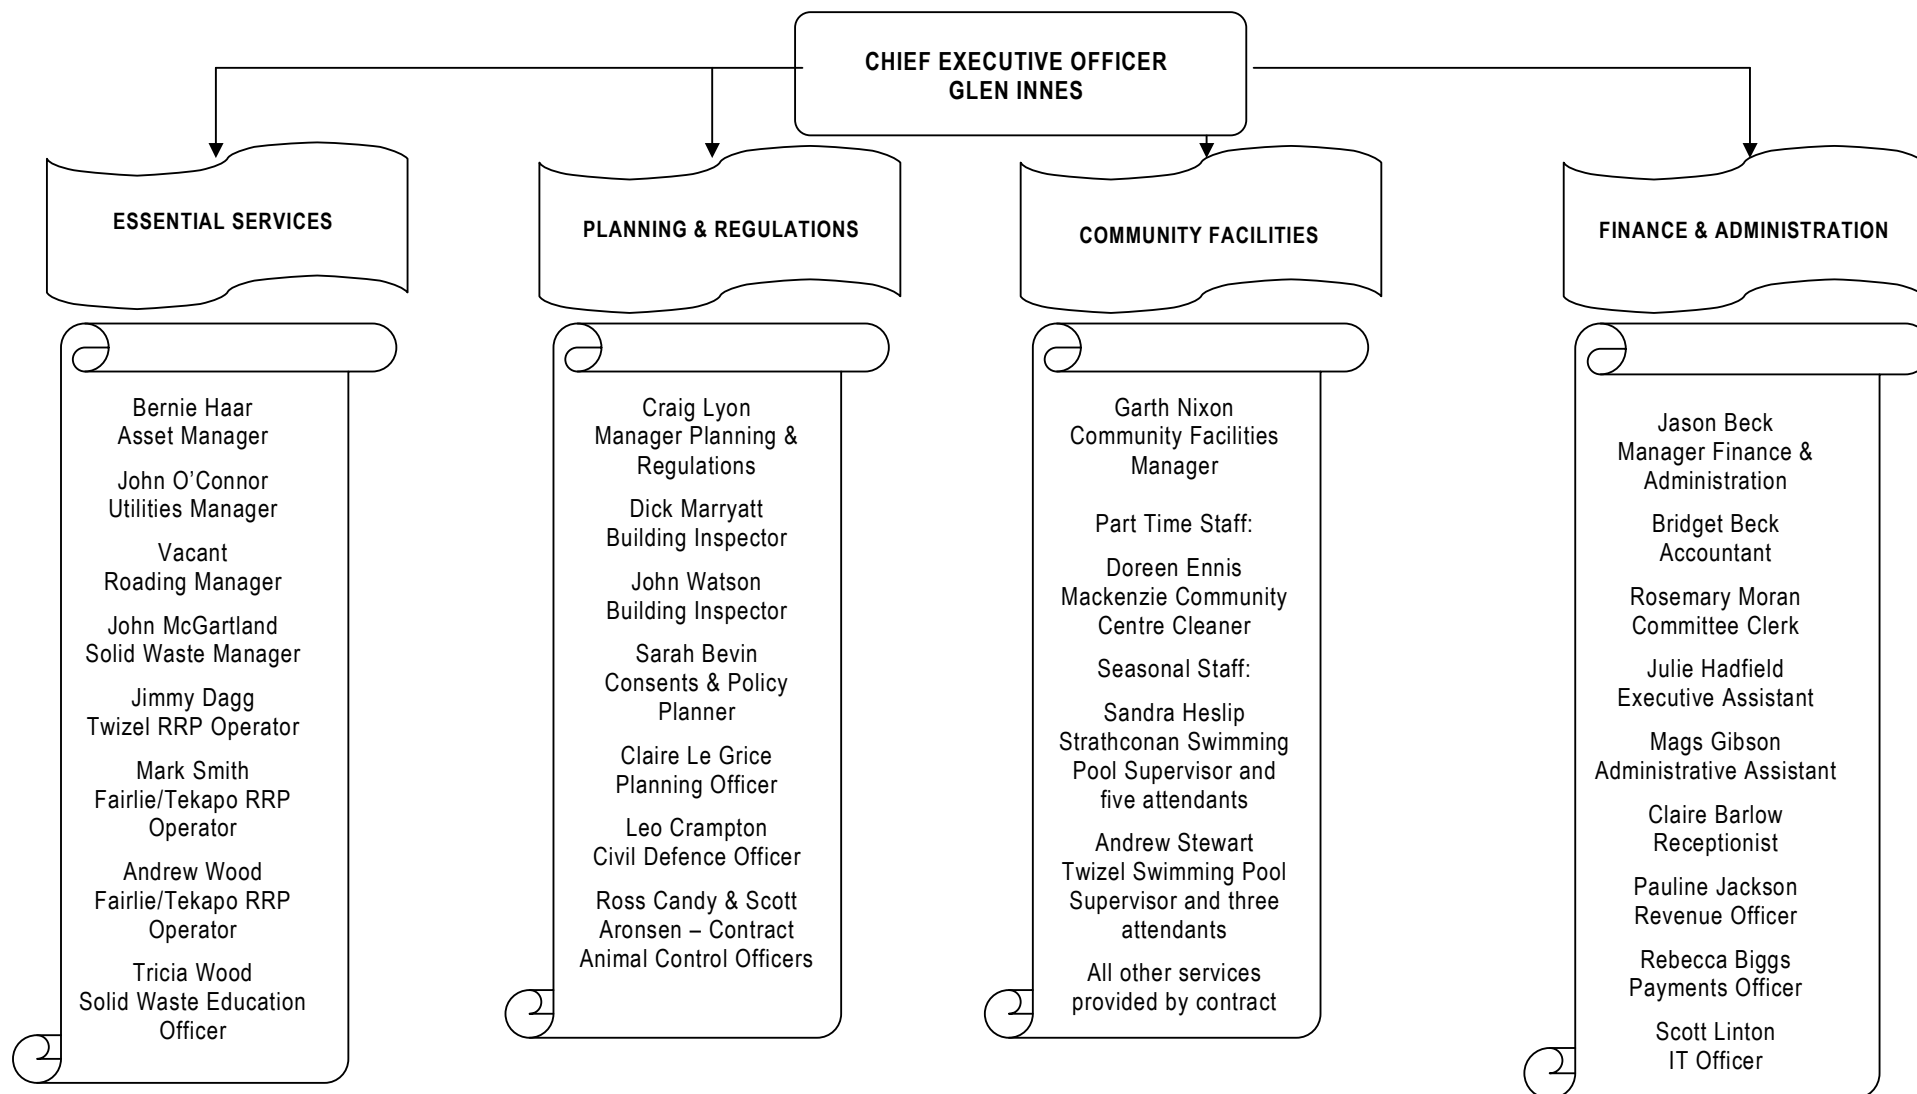 CHIEF EXECUTIVE OFFICER
GLEN INNES
ESSENTIAL SERVICES
Bernie Haar
Asset Manager
John O’Connor
Utilities Manager
Vacant
Roading Manager
John McGartland
Solid Waste Manager
Jimmy Dagg
Twizel RRP Operator
Mark Smith
Fairlie/Tekapo RRP
Operator
Andrew Wood
Fairlie/Tekapo RRP
Operator
Tricia Wood
Solid Waste Education
Officer
PLANNING & REGULATIONS
Craig Lyon
Manager Planning &
Regulations
Dick Marryatt
Building Inspector
John Watson
Building Inspector
Sarah Bevin
Consents & Policy
Planner
Claire Le Grice
Planning Officer
Leo Crampton
Civil Defence Officer
Ross Candy & Scott
Aronsen – Contract
Animal Control Officers
COMMUNITY FACILITIES
Garth Nixon
Community Facilities
Manager
Part Time Staff:
Doreen Ennis
Mackenzie Community
Centre Cleaner
Seasonal Staff:
Sandra Heslip
Strathconan Swimming
Pool Supervisor and
five attendants
Andrew Stewart
Twizel Swimming Pool
Supervisor and three
attendants
All other services
provided by contract
FINANCE & ADMINISTRATION
Jason Beck
Manager Finance &
Administration
Bridget Beck
Accountant
Rosemary Moran
Committee Clerk
Julie Hadfield
Executive Assistant
Mags Gibson
Administrative Assistant
Claire Barlow
Receptionist
Pauline Jackson
Revenue Officer
Rebecca Biggs
Payments Officer
Scott Linton
IT Officer